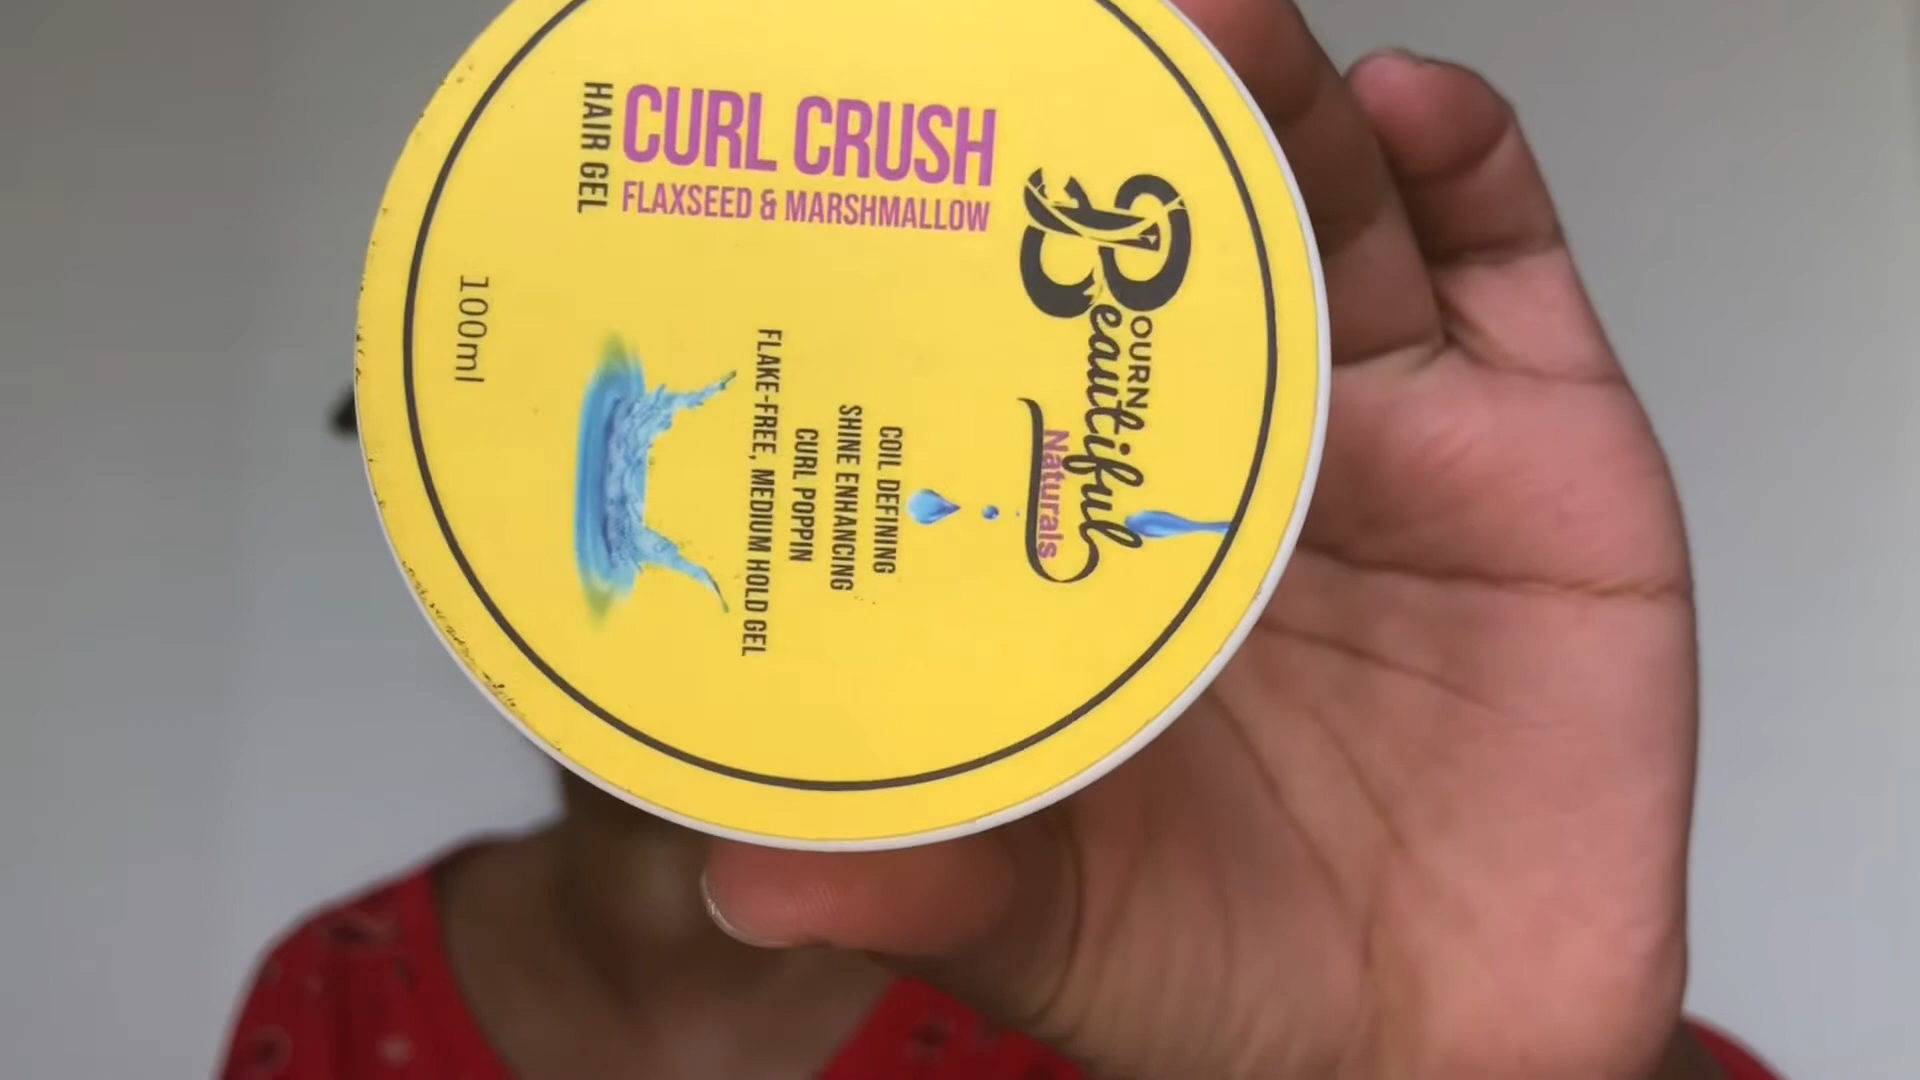 BOURN
Beautiful
Naturals
CURL CRUSH
FLAXSEED & MARSHMALLOW
HAIR GEL
COIL DEFINING
SHINE ENHANCING
CURL POPPIN
FLAKE-FREE, MEDIUM HOLD GEL
100ml